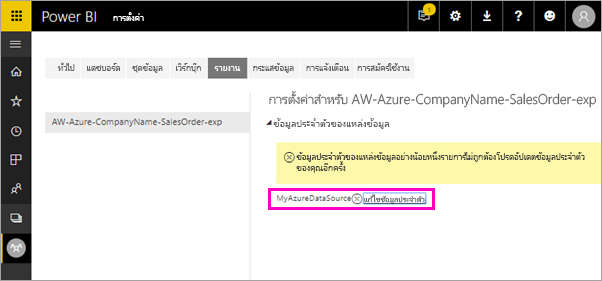 Power BI การตั้งค่า
1
?
ทั่วไป แดชบอร์ด ชุดข้อมูล เวิร์กบุ๊ก รายงาน กระแสข้อมูล การแจ้งเตือน การสมัครใช้งาน
การตั้งค่าสำหรับ AW-Azure-CompanyName-SalesOrder-exp
AW-Azure-CompanyName-SalesOrder-exp
ข้อมูลประจำตัวของแหล่งข้อมูล
ข้อมูลประจำตัวของแหล่งข้อมูลอย่างน้อยหนึ่งรายการไม่ถูกต้องโปรดอัปเดตข้อมูลประจำตัว
ของคุณอีกครั้ง
MyAzureDataSource แก้ไขข้อมูลประจำตัว